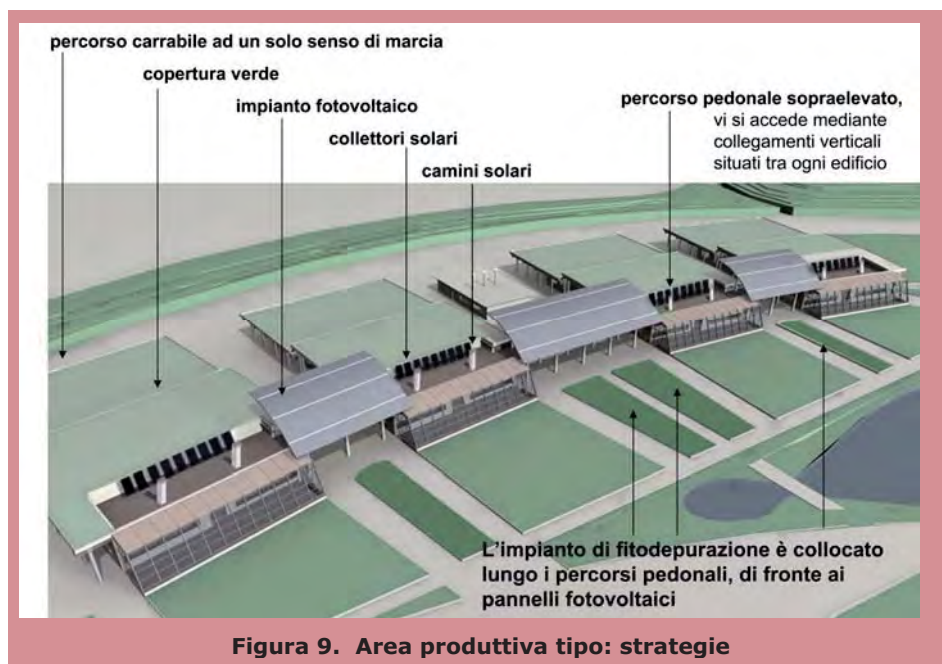 percorso carrabile ad un solo senso di marcia
copertura verde
impianto fotovoltaico
collettori solari
camini solari
percorso pedonale sopraelevato,
vi si accede mediante
collegamenti verticali
situati tra ogni edificio
L'impianto di fitodepurazione è collocato
lungo i percorsi pedonali, di fronte ai
pannelli fotovoltaici
Figura 9. Area produttiva tipo: strategie